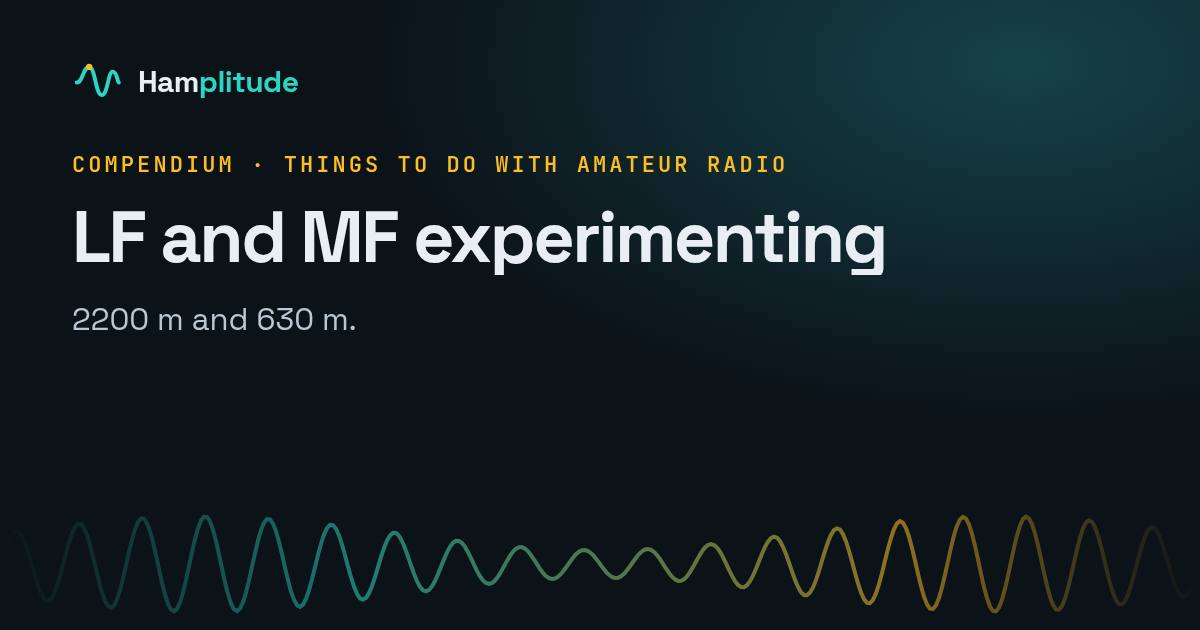 Hamplitude
COMPENDIUM · THINGS TO DO WITH AMATEUR RADIO
LF and MF experimenting
2200 m and 630 m.